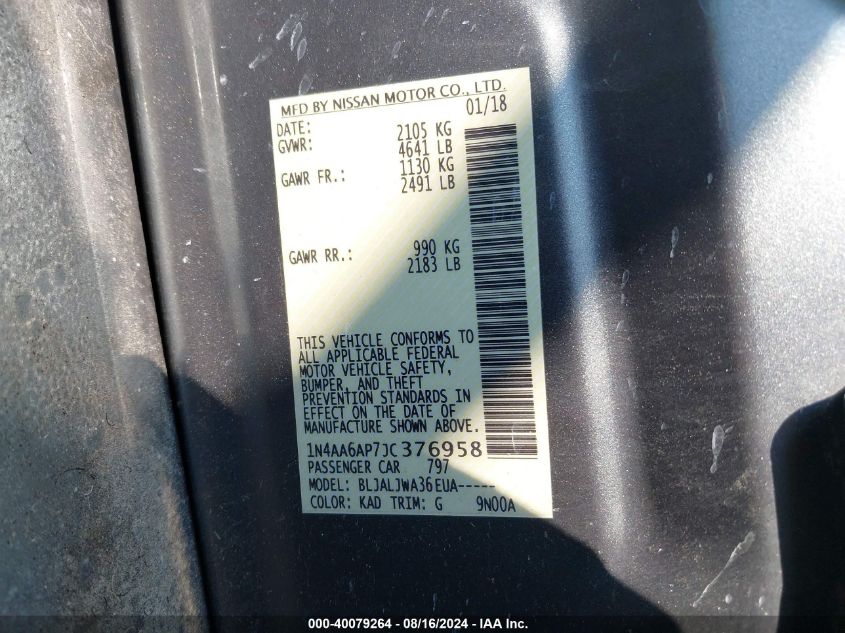 MFD BY NISSAN MOTOR CO., LTD.
DATE: 01/18
GVWR: 2105 KG
4641 LB
GAWR FR.: 1130 KG
2491 LB
GAWR RR.: 990 KG
2183 LB
THIS VEHICLE CONFORMS TO
ALL APPLICABLE FEDERAL
MOTOR VEHICLE SAFETY,
BUMPER, AND THEFT
PREVENTION STANDARDS IN
EFFECT ON THE DATE OF
MANUFACTURE SHOWN ABOVE.
1N4AA6AP7JC376958
PASSENGER CAR 797
MODEL: BLJALJWA36EUA-----
COLOR: KAD TRIM: G 9N00A
000-40079264 - 08/16/2024 - IAA Inc.